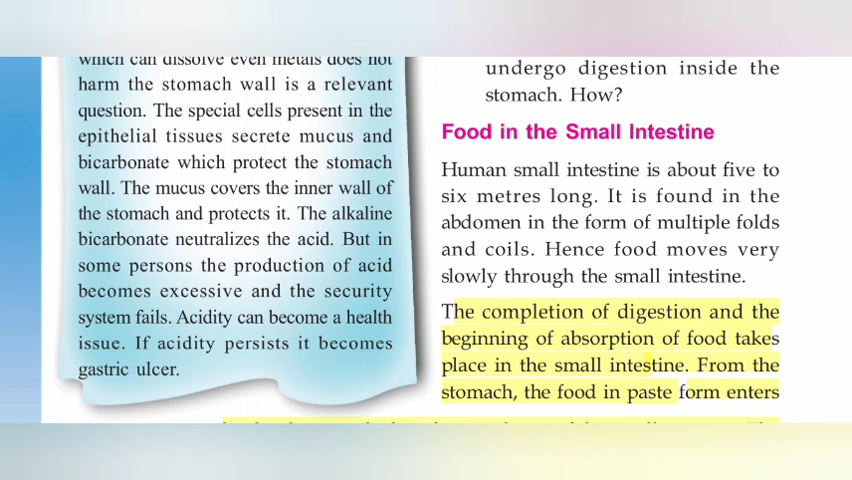 which can dissolve even metals does not
harm the stomach wall is a relevant
question. The special cells present in the
epithelial tissues secrete mucus and
bicarbonate which protect the stomach
wall. The mucus covers the inner wall of
the stomach and protects it. The alkaline
bicarbonate neutralizes the acid. But in
some persons the production of acid
becomes excessive and the security
system fails. Acidity can become a health
issue. If acidity persists it becomes
gastric ulcer.
undergo digestion inside the
stomach. How?
Food in the Small Intestine
Human small intestine is about five to
six metres long. It is found in the
abdomen in the form of multiple folds
and coils. Hence food moves very
slowly through the small intestine.
The completion of digestion and the
beginning of absorption of food takes
place in the small intestine. From the
stomach, the food in paste form enters